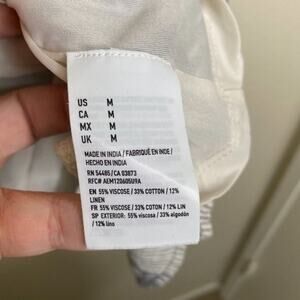 US M
CA M
MX M
UK M
MADE IN INDIA / FABRIQUÉ EN INDE /
HECHO EN INDIA
RN 54485 / CA 03873
RFC# AEM120605U9A
EN 55% VISCOSE / 33% COTTON / 12%
LINEN
FR 55% VISCOSE / 33% COTON / 12% LIN
SP EXTERIOR: 55% viscosa / 33% algodón
/ 12% lino